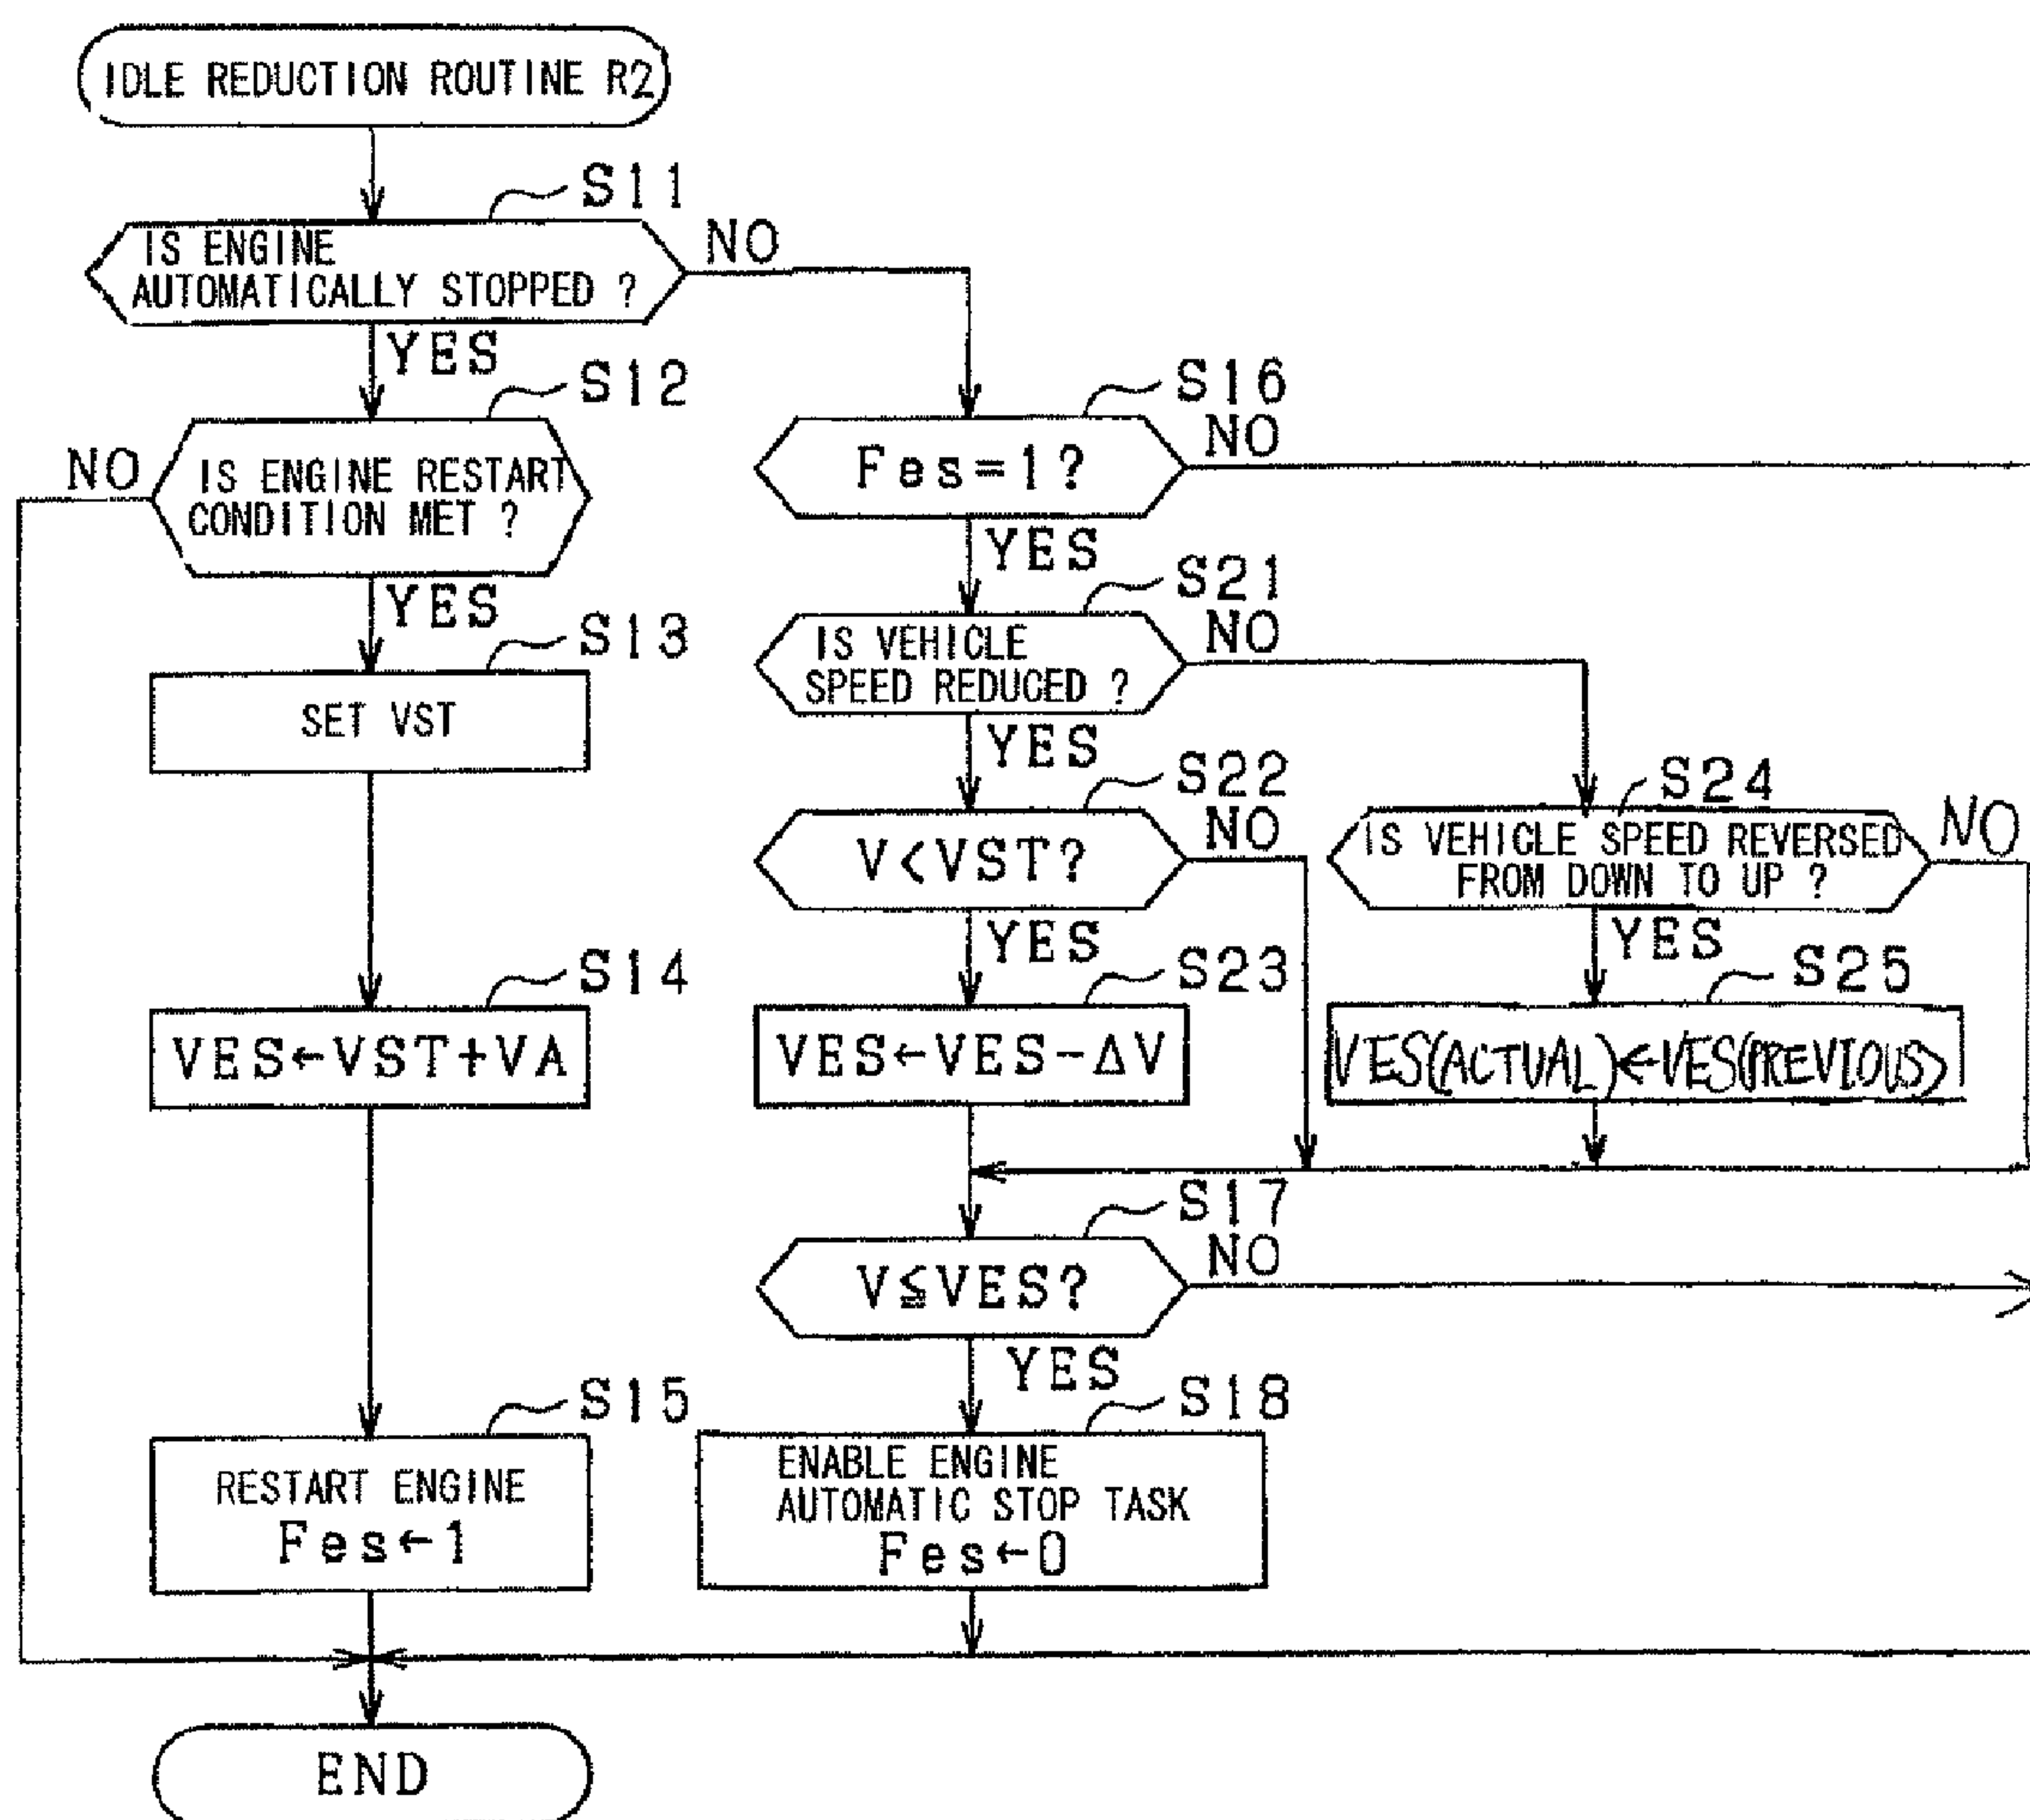 IDLE REDUCTION ROUTINE R2
S11
IS ENGINE
AUTOMATICALLY STOPPED ?
NO
YES
S12
IS ENGINE RESTART
CONDITION MET ?
NO
YES
S13
SET VST
S14
VES←VST+VA
S15
RESTART ENGINE
Fes←1
S16
Fes=1?
NO
YES
S21
IS VEHICLE
SPEED REDUCED ?
NO
YES
S22
V<VST?
NO
YES
S23
VES←VES-ΔV
S24
IS VEHICLE SPEED REVERSED
FROM DOWN TO UP ?
NO
YES
S25
VES(ACTUAL)←VES(PREVIOUS)
S17
V≦VES?
NO
YES
S18
ENABLE ENGINE
AUTOMATIC STOP TASK
Fes←0
END